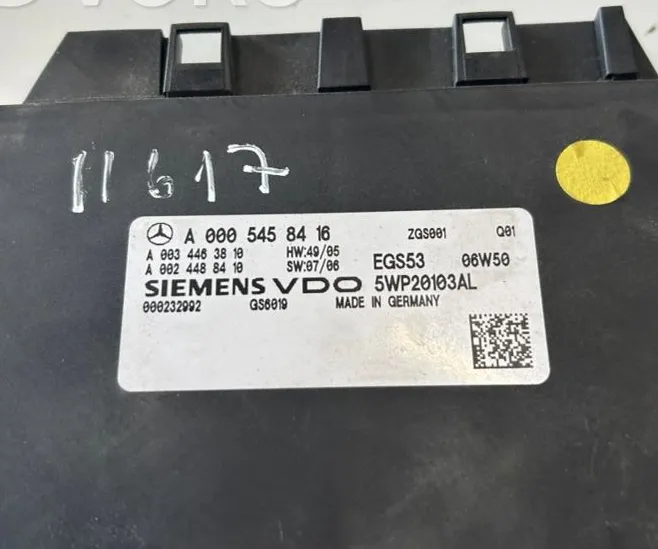 11617
A 000 545 84 16 ZGS001 Q01
A 003 446 38 10 HW:49/05 EGS53 06W50
A 002 448 84 10 SW:07/06
SIEMENS VDO 5WP20103AL
000232992 GS6019 MADE IN GERMANY